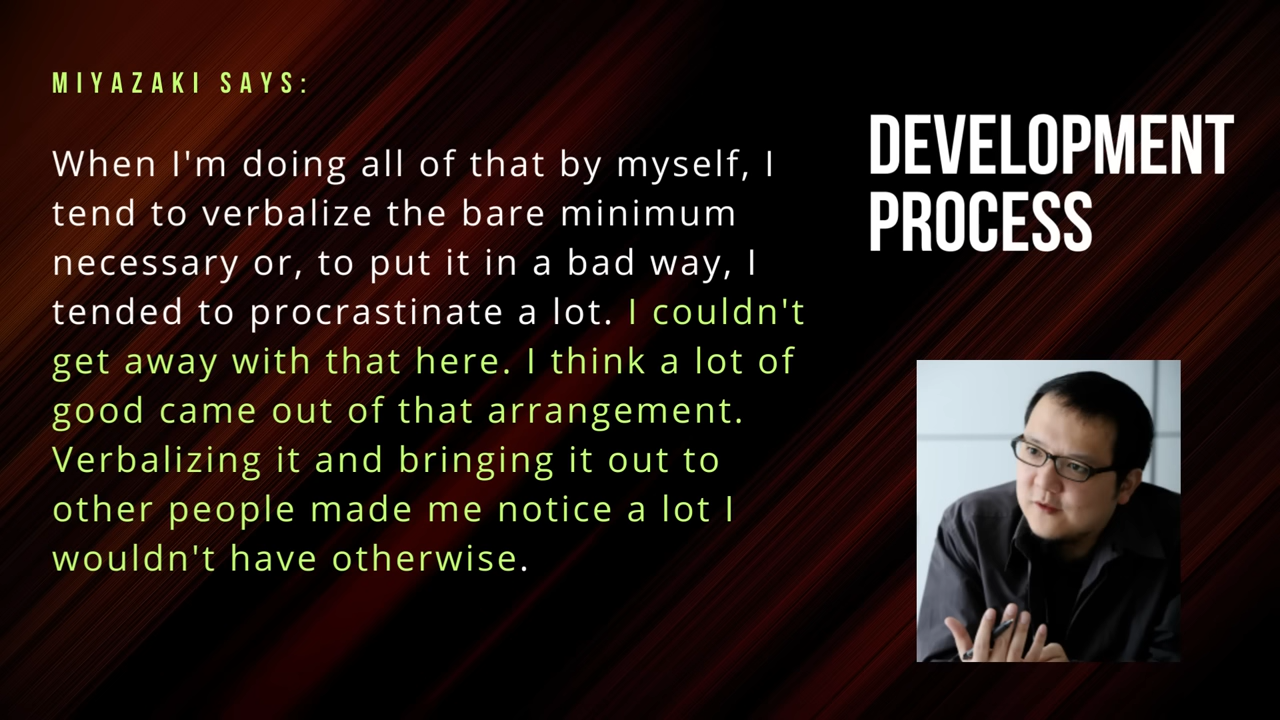 MIYAZAKI SAYS:
When I'm doing all of that by myself, I
tend to verbalize the bare minimum
necessary or, to put it in a bad way, I
tended to procrastinate a lot. I couldn't
get away with that here. I think a lot of
good came out of that arrangement.
Verbalizing it and bringing it out to
other people made me notice a lot I
wouldn't have otherwise.
DEVELOPMENT
PROCESS